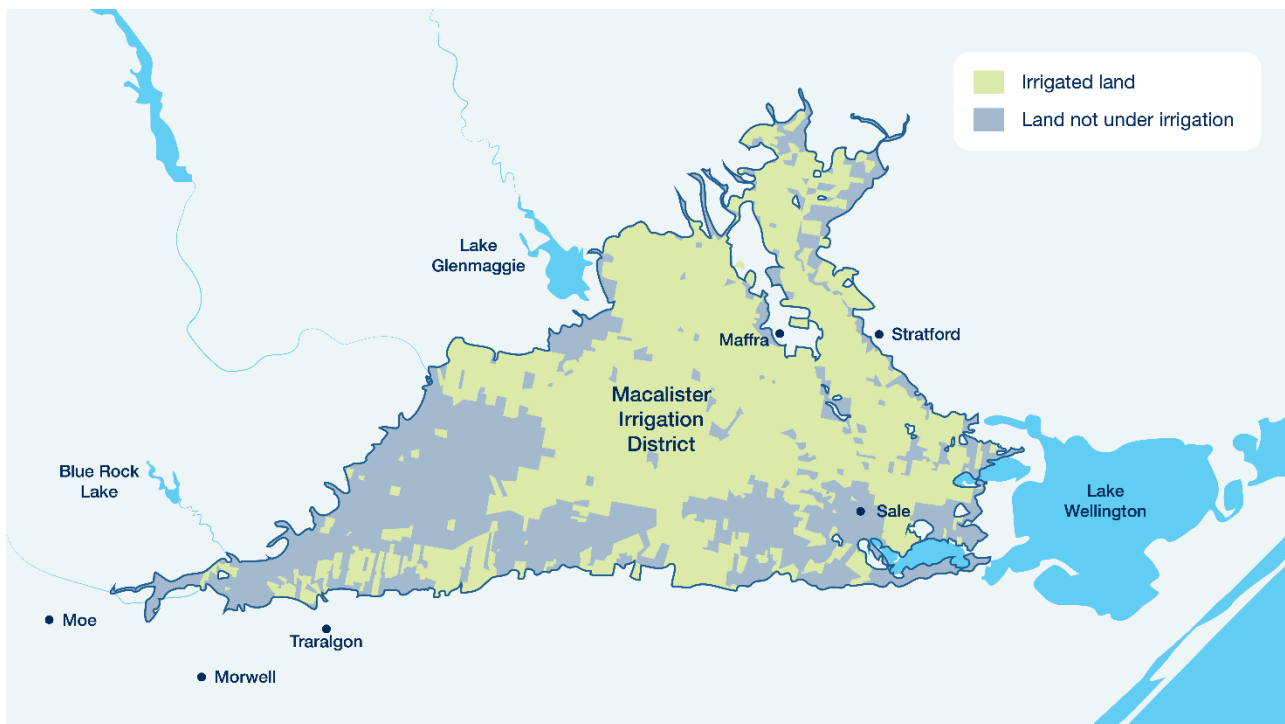 Irrigated land
Land not under irrigation
Lake
Glenmaggie
Maffra
Stratford
Macalister
Irrigation
District
Blue Rock
Lake
Sale
Lake
Wellington
Moe
Traralgon
Morwell